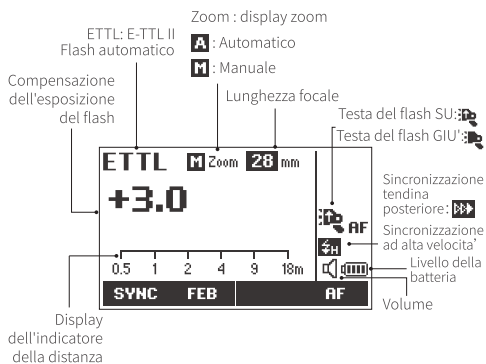 Zoom : display zoom
ETTL: E-TTL II
Flash automatico
A : Automatico
M : Manuale
Compensazione
dell'esposizione
del flash
Lunghezza focale
Testa del flash SU:
Testa del flash GIU':
ETTL M Zoom 28 mm
+3.0
AF
Sincronizzazione
tendina
posteriore:
Sincronizzazione
ad alta velocita'
H
0.5 1 2 4 9 18m
Livello della
batteria
SYNC FEB AF
Volume
Display
dell'indicatore
della distanza